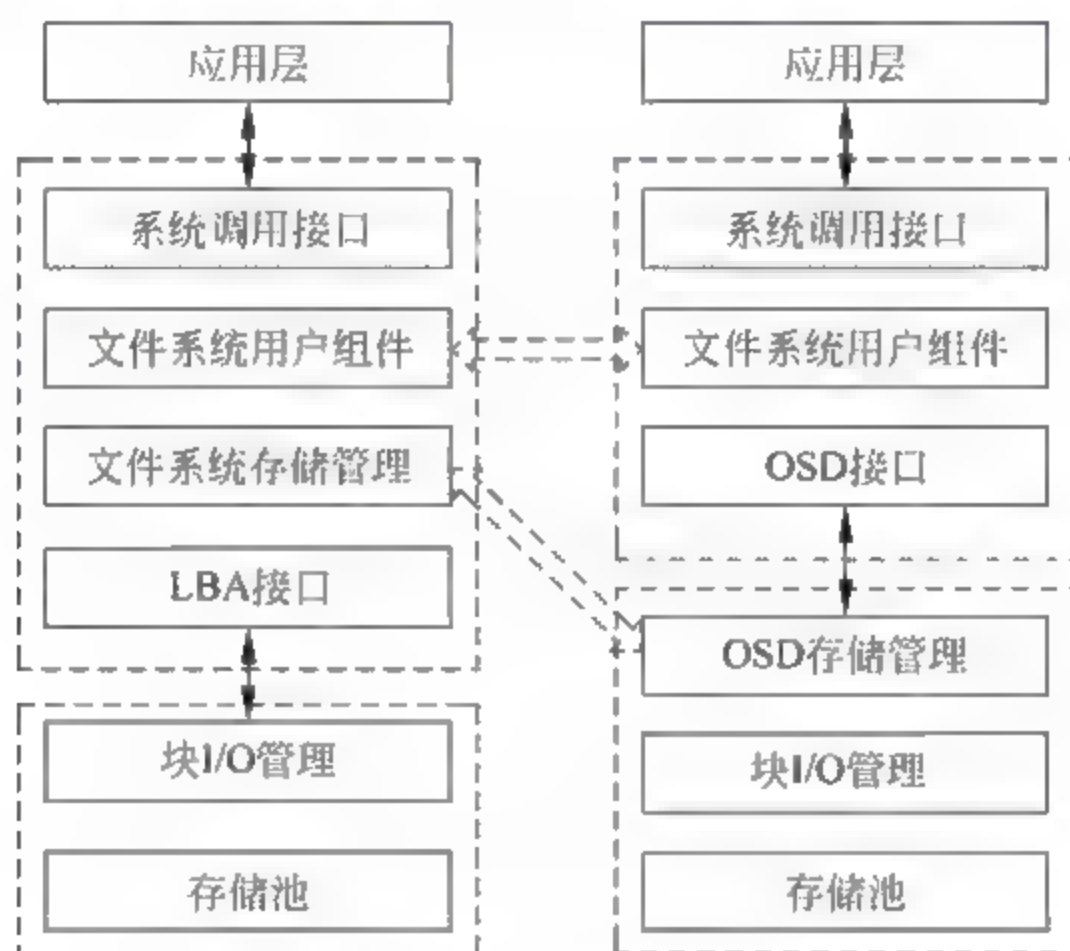 应用层
系统调用接口
文件系统用户组件
文件系统存储管理
LBA接口
块I/O管理
存储池
应用层
系统调用接口
文件系统用户组件
OSD接口
OSD存储管理
块I/O管理
存储池